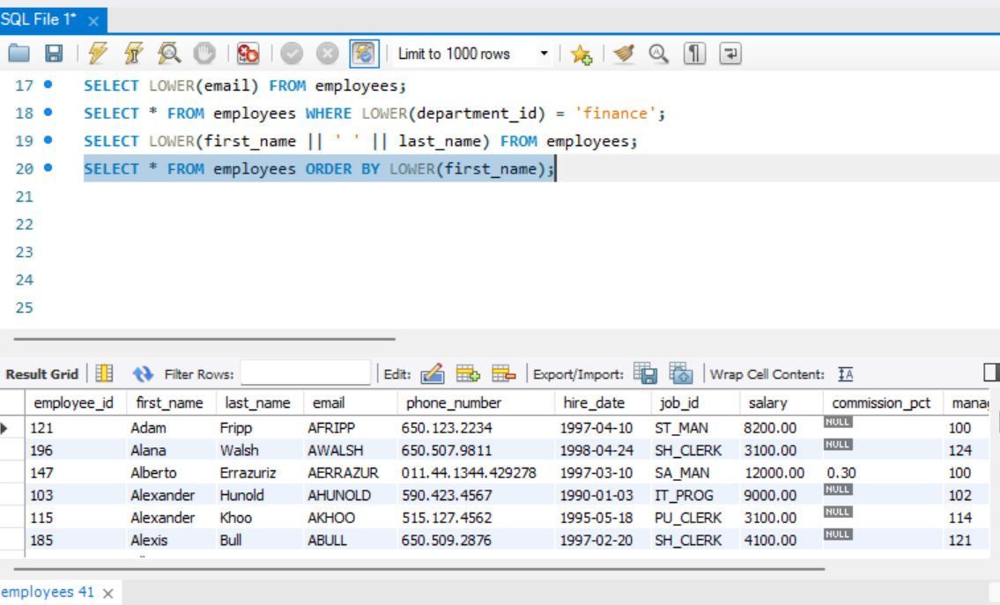 SQL File 1*
Limit to 1000 rows
17 SELECT LOWER(email) FROM employees;
18 SELECT * FROM employees WHERE LOWER(department_id) = 'finance';
19 SELECT LOWER(first_name || ' ' || last_name) FROM employees;
20 SELECT * FROM employees ORDER BY LOWER(first_name);
21
22
23
24
25
Result Grid Filter Rows: Edit: Export/Import: Wrap Cell Content:
employee_id first_name last_name email phone_number hire_date job_id salary commission_pct
121 Adam Fripp AFRIPP 650.123.2234 1997-04-10 ST_MAN 8200.00 NULL 100
196 Alana Walsh AWALSH 650.507.9811 1998-04-24 SH_CLERK 3100.00 NULL 124
147 Alberto Errazuriz AERRAZUR 011.44.1344.429278 1997-03-10 SA_MAN 12000.00 0.30 100
103 Alexander Hunold AHUNOLD 590.423.4567 1990-01-03 IT_PROG 9000.00 NULL 102
115 Alexander Khoo AKHOO 515.127.4562 1995-05-18 PU_CLERK 3100.00 NULL 114
185 Alexis Bull ABULL 650.509.2876 1997-02-20 SH_CLERK 4100.00 NULL 121
employees 41